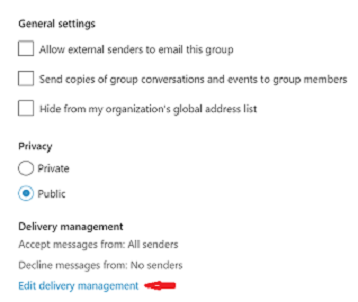 General settings
Allow external senders to email this group
Send copies of group conversations and events to group members
Hide from my organization's global address list
Privacy
Private
Public
Delivery management
Accept messages from: All senders
Decline messages from: No senders
Edit delivery management